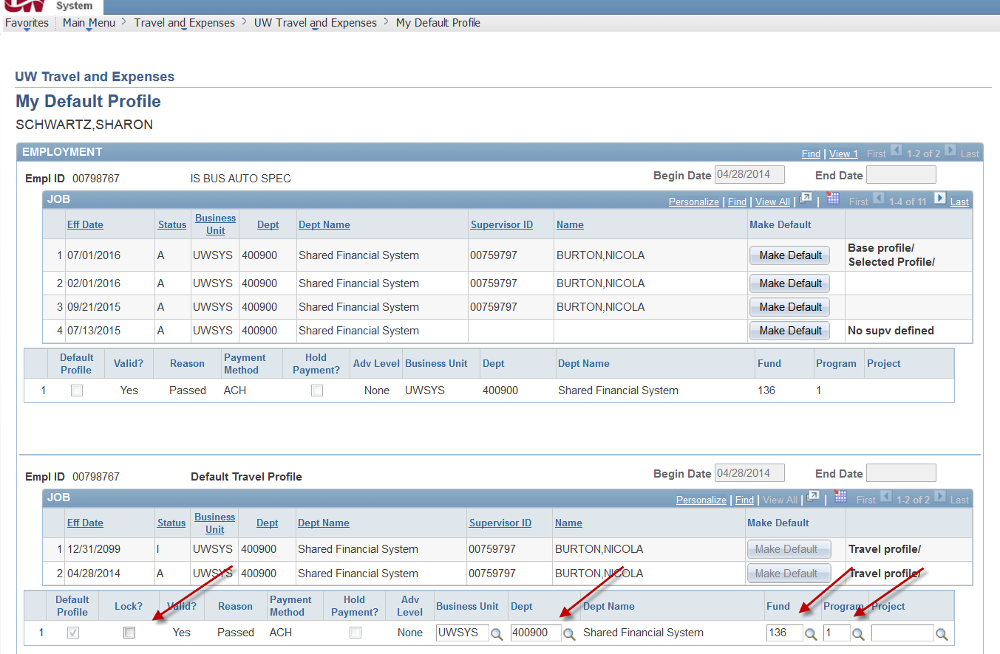 UW System
Favorites Main Menu > Travel and Expenses > UW Travel and Expenses > My Default Profile
UW Travel and Expenses
My Default Profile
SCHWARTZ,SHARON
EMPLOYMENT Find | View 1 First 1-2 of 2 Last
Empl ID 00798767 IS BUS AUTO SPEC Begin Date 04/28/2014 End Date
JOB Personalize | Find | View All | | First 1-4 of 11 Last
Eff Date Status Business Unit Dept Dept Name Supervisor ID Name Make Default
1 07/01/2016 A UWSYS 400900 Shared Financial System 00759797 BURTON,NICOLA Make Default Base profile/ Selected Profile/
2 02/01/2016 A UWSYS 400900 Shared Financial System 00759797 BURTON,NICOLA Make Default
3 09/21/2015 A UWSYS 400900 Shared Financial System 00759797 BURTON,NICOLA Make Default
4 07/13/2015 A UWSYS 400900 Shared Financial System Make Default No supv defined
Default Profile Valid? Reason Payment Method Hold Payment? Adv Level Business Unit Dept Dept Name Fund Program Project
1 Yes Passed ACH None UWSYS 400900 Shared Financial System 136 1
Empl ID 00798767 Default Travel Profile Begin Date 04/28/2014 End Date
JOB Personalize | Find | View All | | First 1-2 of 2 Last
Eff Date Status Business Unit Dept Dept Name Supervisor ID Name Make Default
1 12/31/2099 I UWSYS 400900 Shared Financial System 00759797 BURTON,NICOLA Make Default Travel profile/
2 04/28/2014 A UWSYS 400900 Shared Financial System 00759797 BURTON,NICOLA Make Default Travel profile/
Default Profile Lock? Valid? Reason Payment Method Hold Payment? Adv Level Business Unit Dept Dept Name Fund Program Project
1 Yes Passed ACH None UWSYS 400900 Shared Financial System 136 1